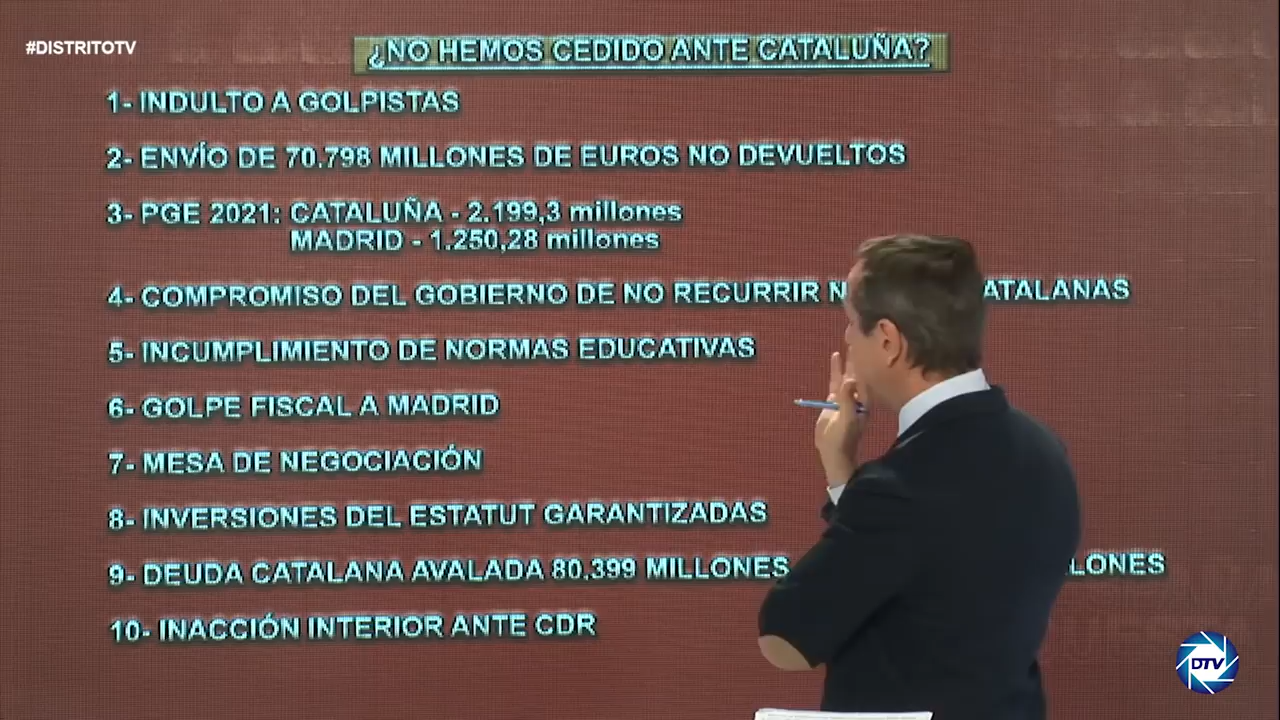 #DISTRITOTV
¿NO HEMOS CEDIDO ANTE CATALUÑA?
1- INDULTO A GOLPISTAS
2- ENVÍO DE 70.798 MILLONES DE EUROS NO DEVUELTOS
3- PGE 2021: CATALUÑA - 2.199,3 millones
MADRID - 1.250,28 millones
4- COMPROMISO DEL GOBIERNO DE NO RECURRIR
5- INCUMPLIMIENTO DE NORMAS EDUCATIVAS
6- GOLPE FISCAL A MADRID
7- MESA DE NEGOCIACIÓN
8- INVERSIONES DEL ESTATUT GARANTIZADAS
9- DEUDA CATALANA AVALADA 80.399 MILLONES
10- INACCIÓN INTERIOR ANTE CDR
DTV